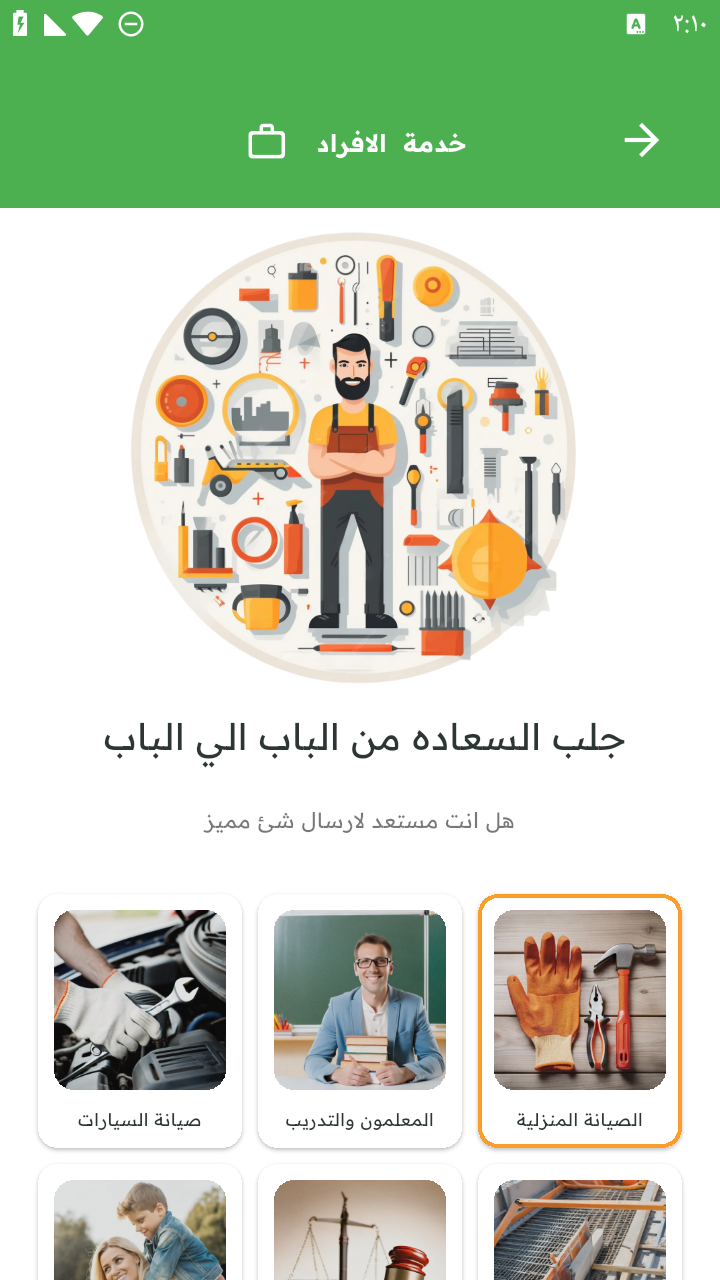 ٢:١٠
خدمة الافراد
جلب السعاده من الباب الي الباب
هل انت مستعد لارسال شئ مميز
الصيانة المنزلية
المعلمون والتدريب
صيانة السيارات